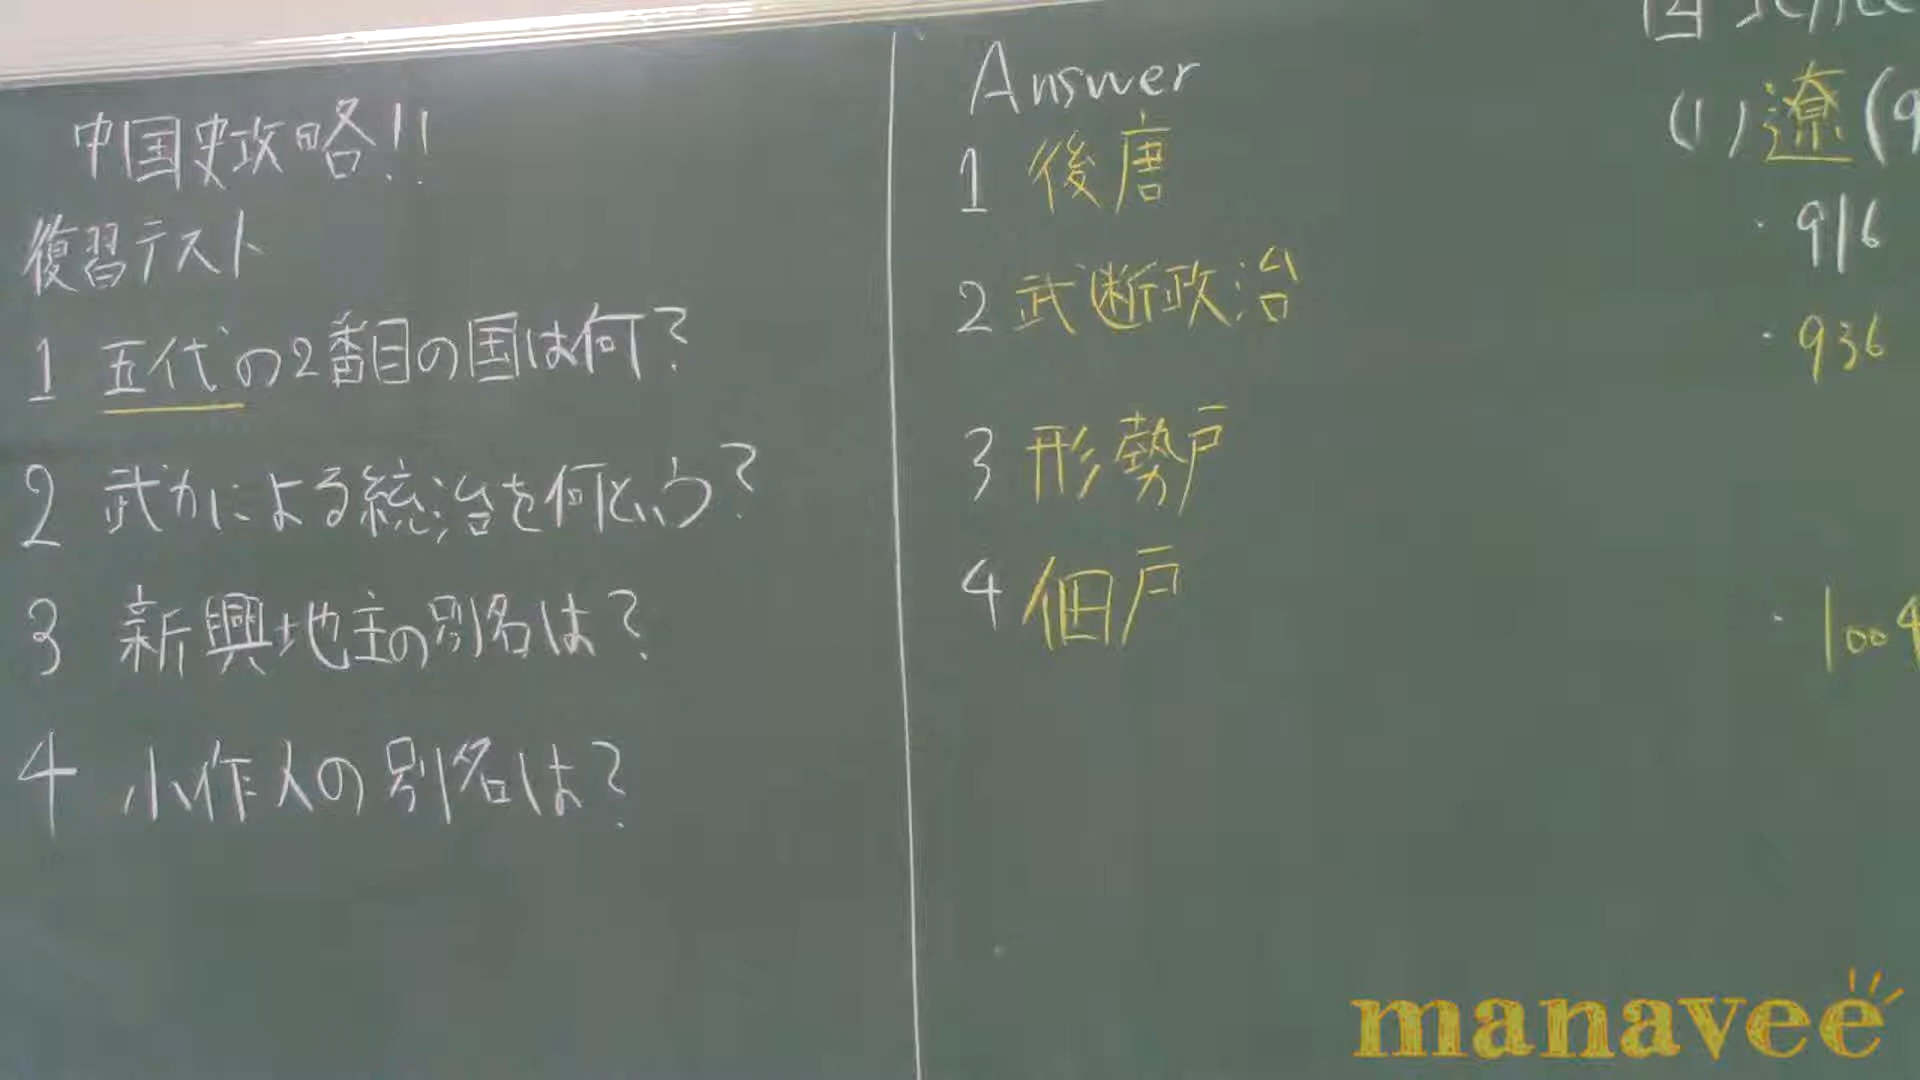 中国史攻略!!
復習テスト
1 五代の2番目の国は何?
2 武力による統治を何という?
3 新興地主の別名は?
4 小作人の別名は?
Answer
1 後唐
2 武断政治
3 形勢戸
4 佃戸
(1) 遼(9
・916
・936
・1004
manavee